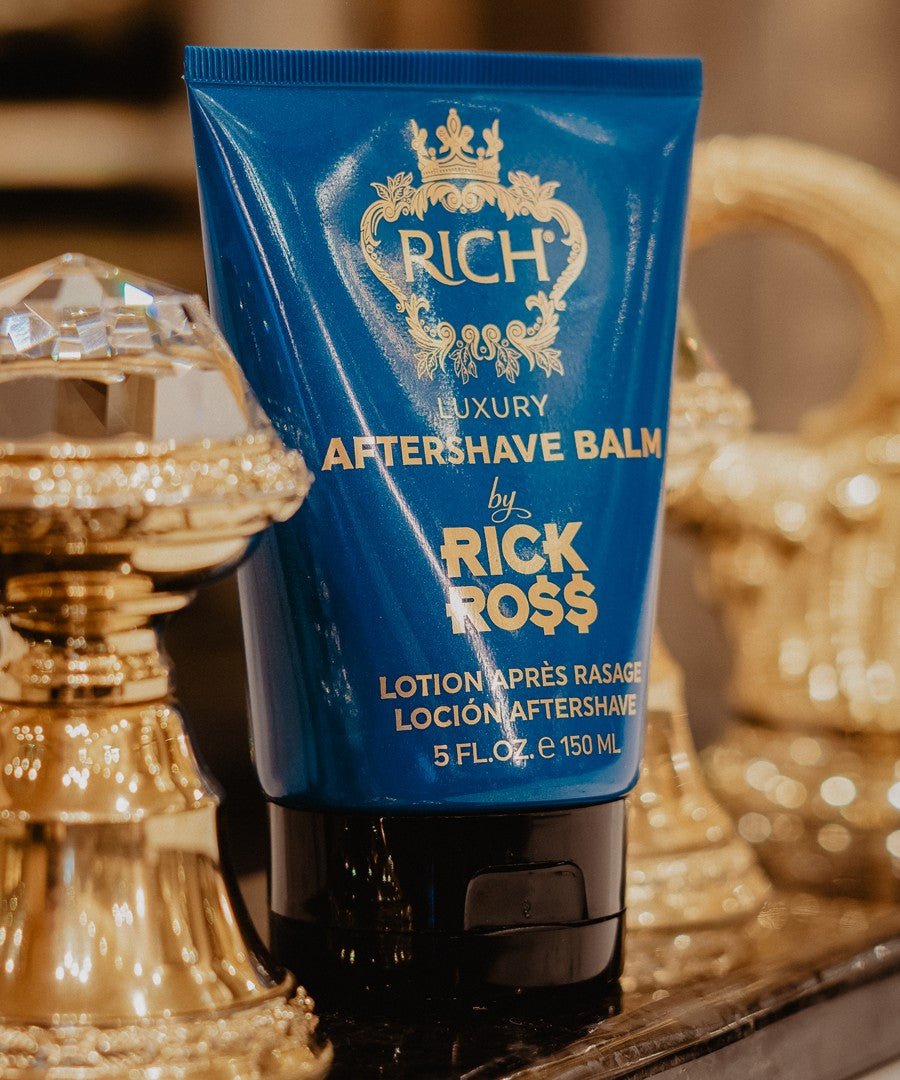 RICH®
LUXURY
AFTERSHAVE BALM
by
RICK
RO$$
LOTION APRÈS RASAGE
LOCIÓN AFTERSHAVE
5 FL.OZ. ℮ 150 ML